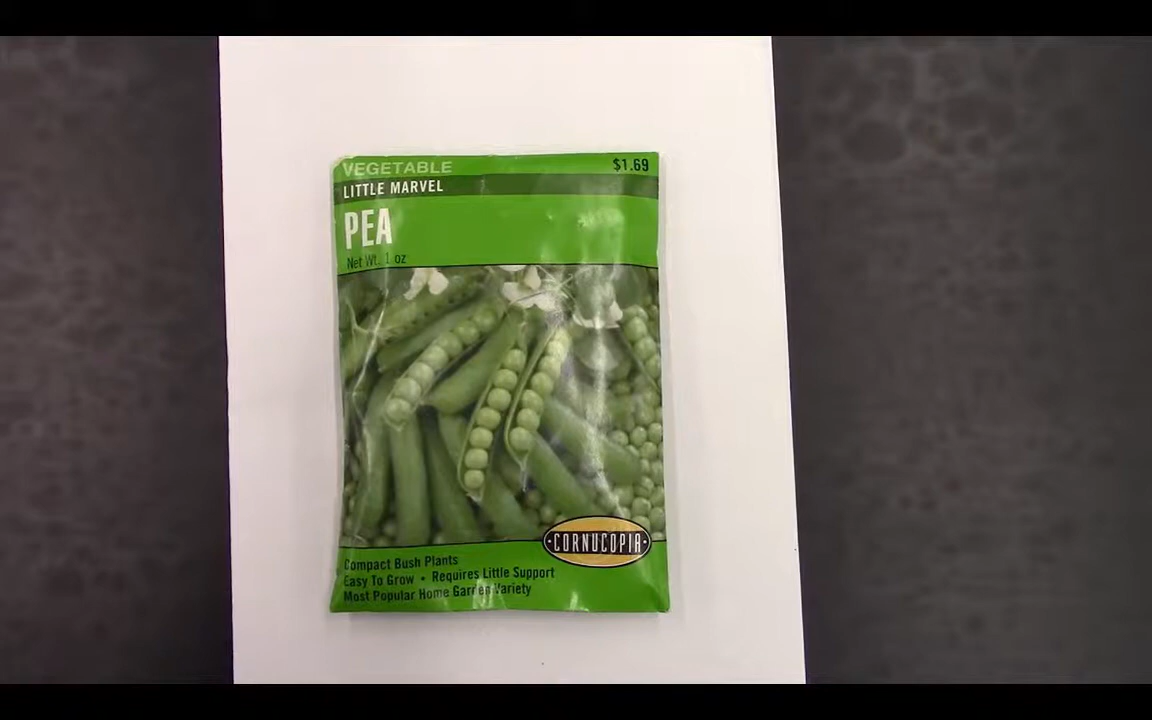 VEGETABLE
$1.69
LITTLE MARVEL
PEA
Net Wt. 1 oz
·CORNUCOPIA·
Compact Bush Plants
Easy To Grow • Requires Little Support
Most Popular Home Garden Variety